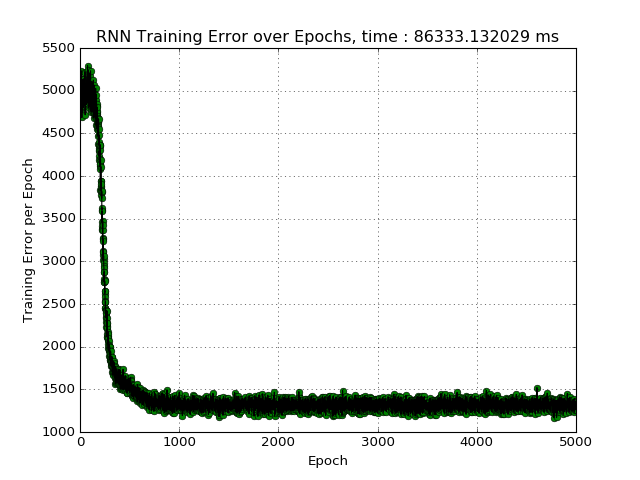 RNN Training Error over Epochs, time : 86333.132029 ms
5500
5000
4500
4000
3500
3000
2500
2000
1500
1000
Training Error per Epoch
0 1000 2000 3000 4000 5000
Epoch